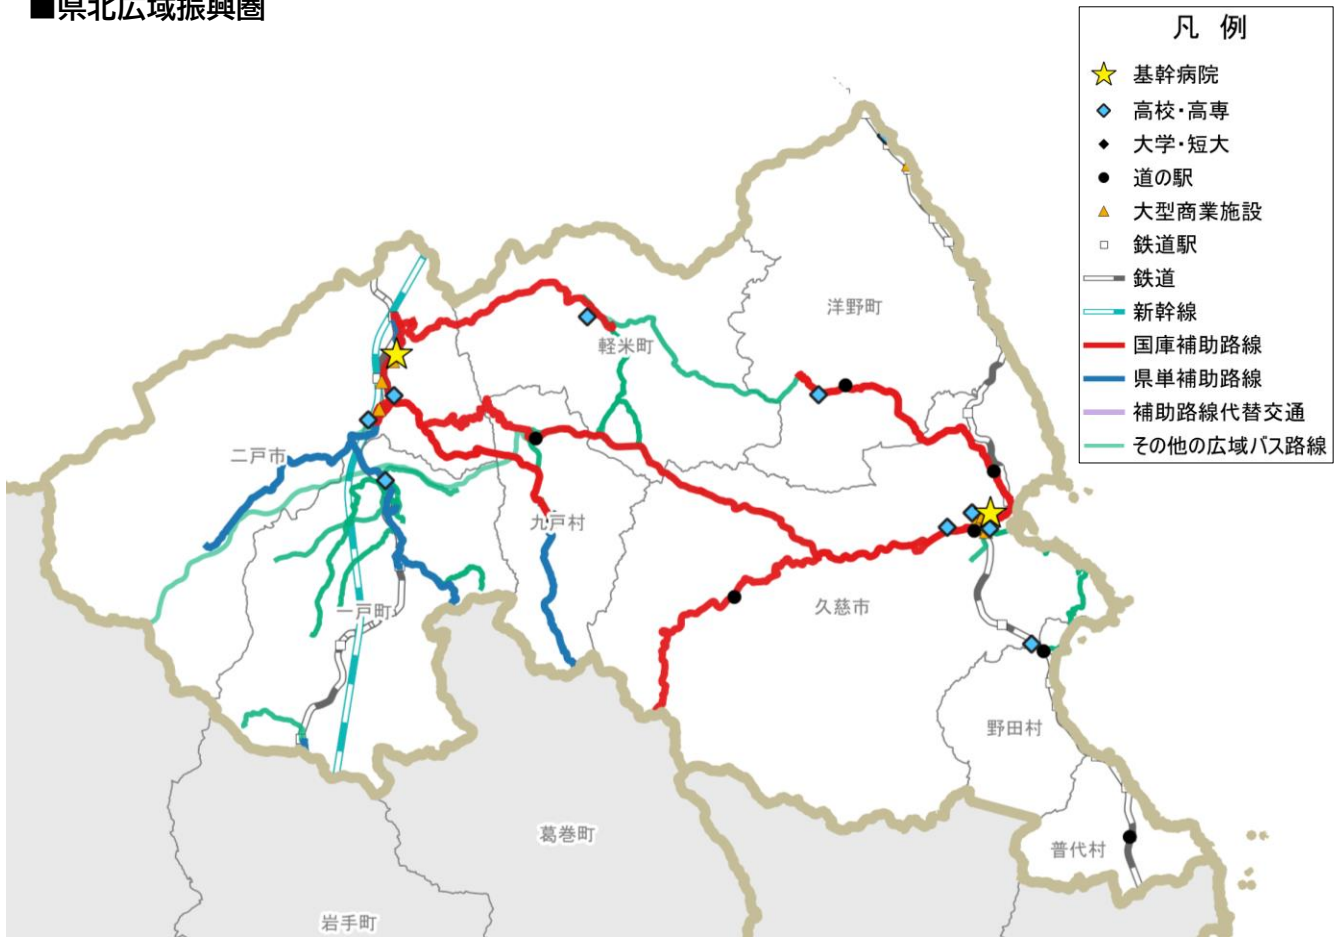 ■県北広域振興圏
凡 例
基幹病院
高校・高専
大学・短大
道の駅
大型商業施設
鉄道駅
鉄道
新幹線
国庫補助路線
県単補助路線
補助路線代替交通
その他の広域バス路線
洋野町
軽米町
二戸市
九戸村
一戸町
久慈市
野田村
葛巻町
普代村
岩手町